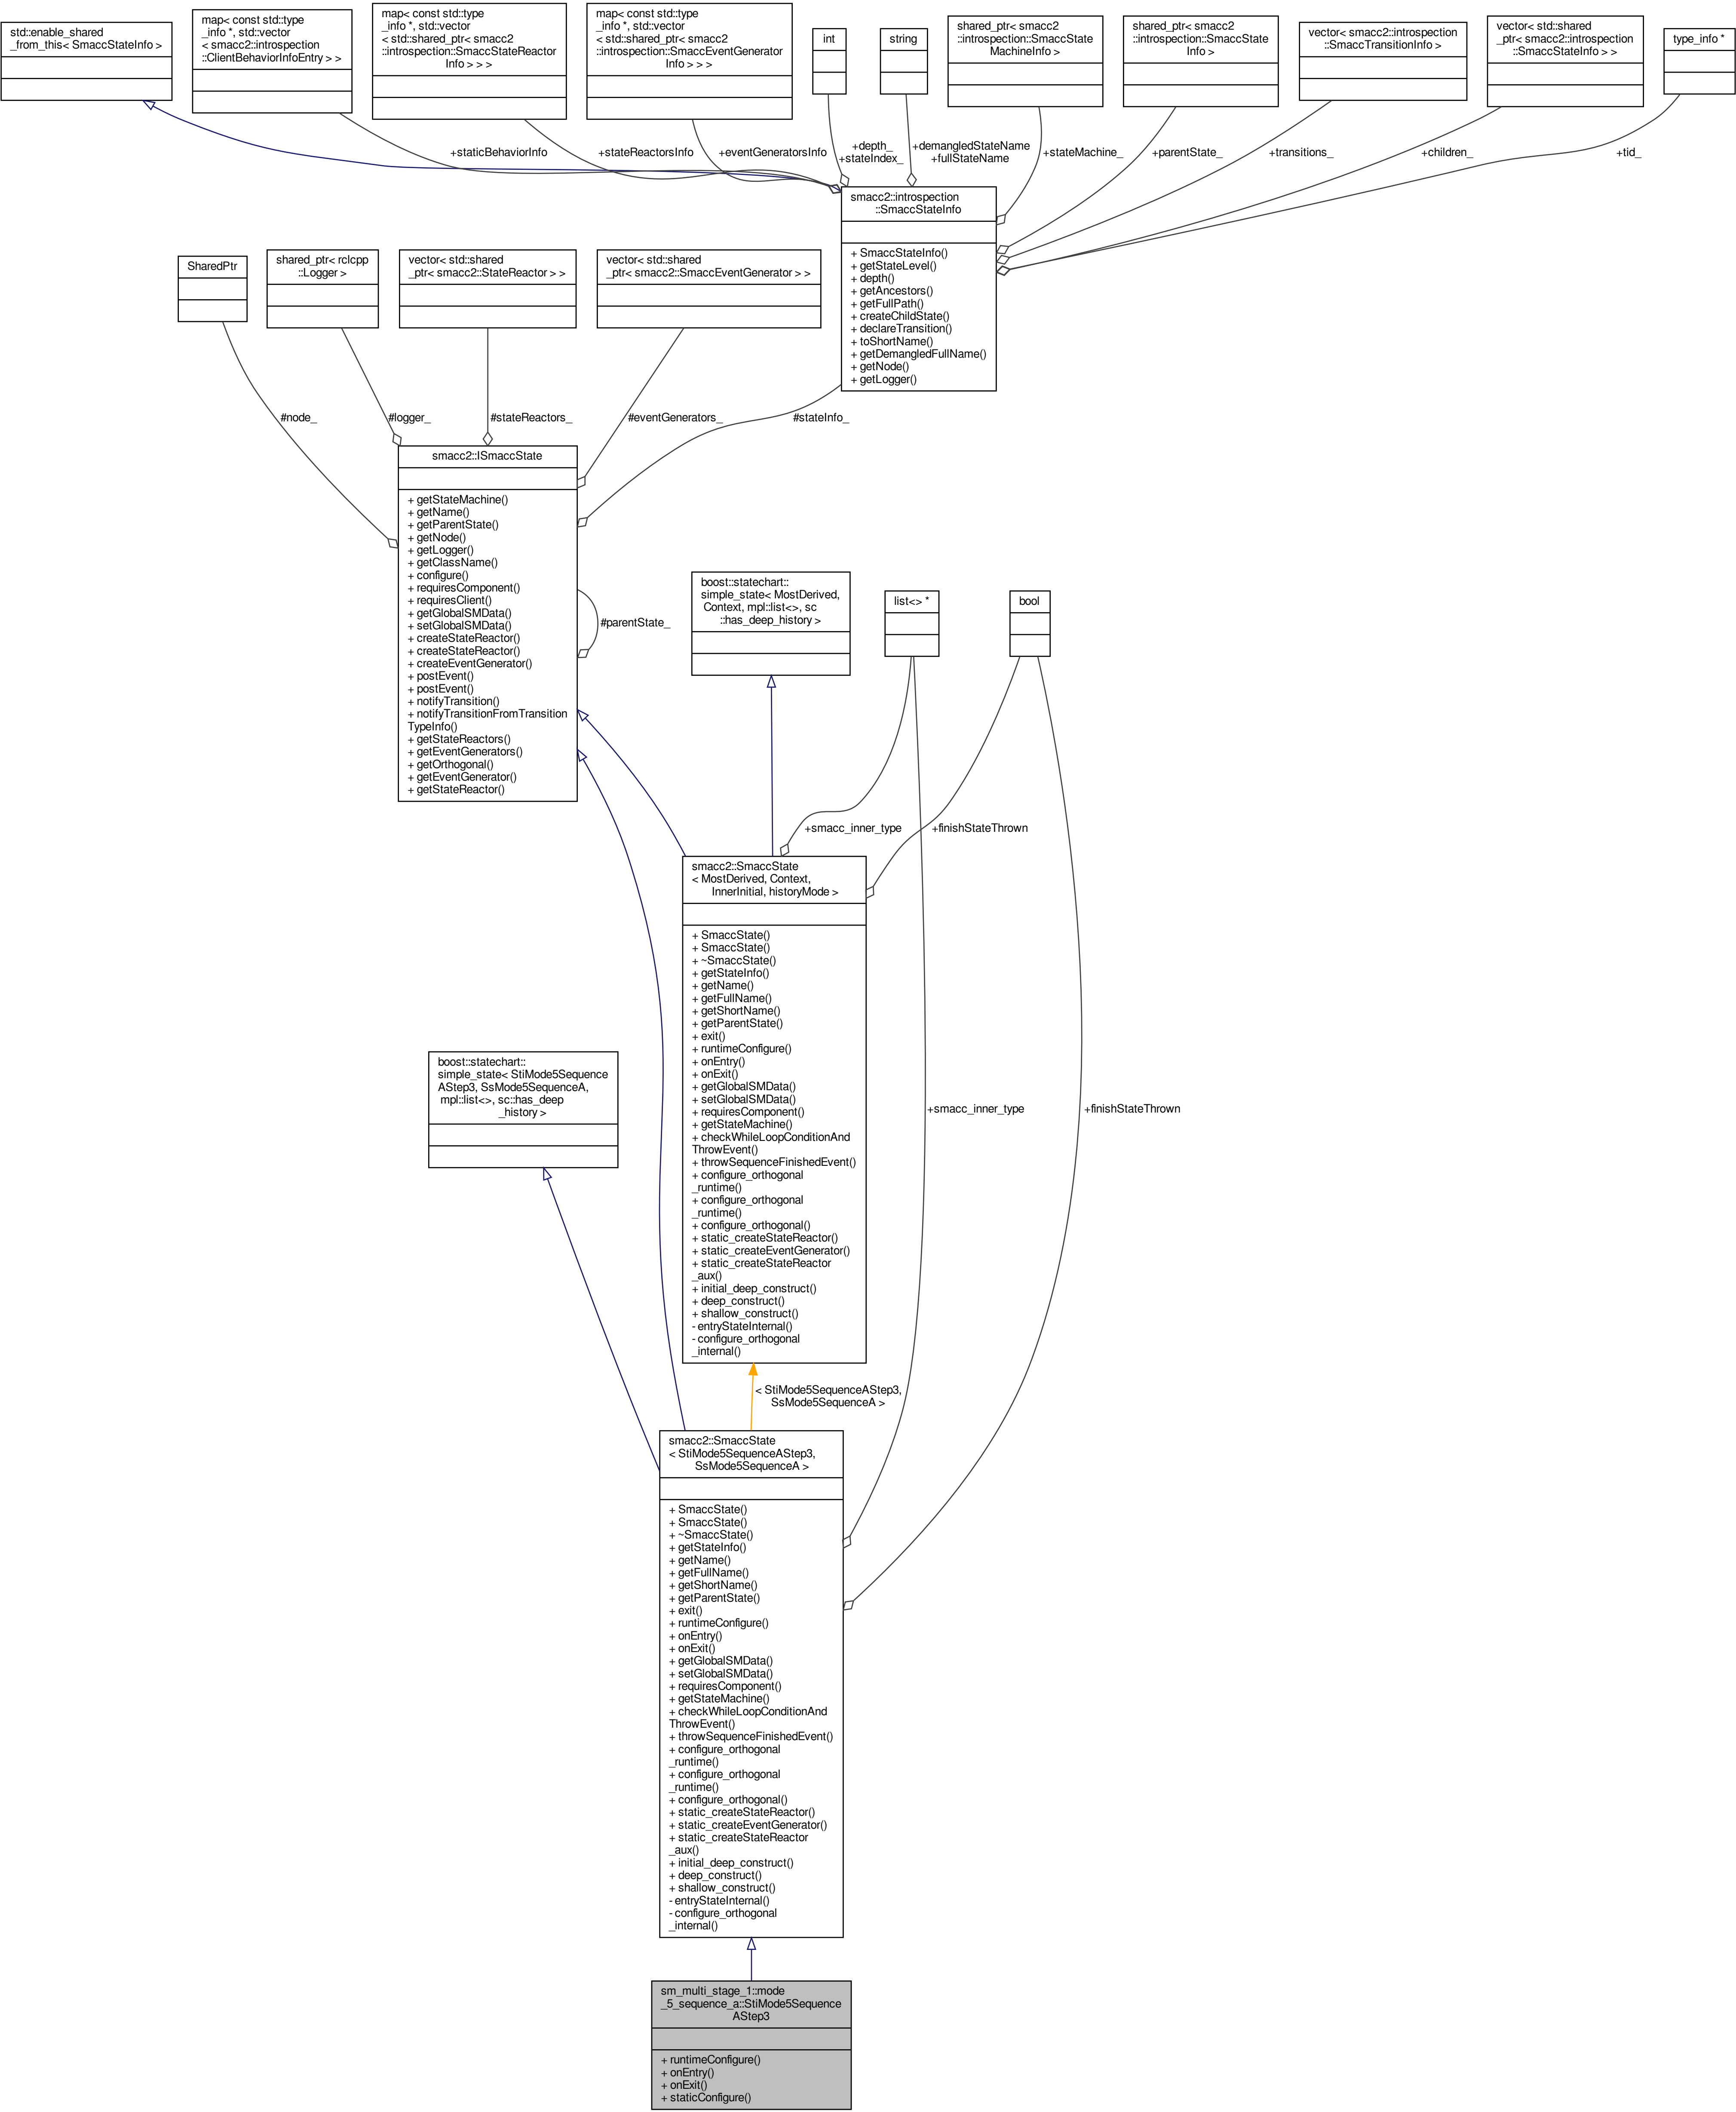 std::enable_shared
_from_this< SmaccStateInfo >
map< const std::type
_info *, std::vector
< smacc2::introspection
::ClientBehaviorInfoEntry > >
map< const std::type
_info *, std::vector
< std::shared_ptr< smacc2
::introspection::SmaccStateReactor
Info > > >
map< const std::type
_info *, std::vector
< std::shared_ptr< smacc2
::introspection::SmaccEventGenerator
Info > > >
int
string
shared_ptr< smacc2
::introspection::SmaccState
MachineInfo >
shared_ptr< smacc2
::introspection::SmaccState
Info >
vector< smacc2::introspection
::SmaccTransitionInfo >
vector< std::shared
_ptr< smacc2::introspection
::SmaccStateInfo > >
type_info *
+staticBehaviorInfo
+stateReactorsInfo
+eventGeneratorsInfo
+depth_
+stateIndex_
+demangledStateName
+fullStateName
+stateMachine_
+parentState_
+transitions_
+children_
+tid_
smacc2::introspection
::SmaccStateInfo
+ SmaccStateInfo()
+ getStateLevel()
+ depth()
+ getAncestors()
+ getFullPath()
+ createChildState()
+ declareTransition()
+ toShortName()
+ getDemangledFullName()
+ getNode()
+ getLogger()
SharedPtr
shared_ptr< rclcpp
::Logger >
vector< std::shared
_ptr< smacc2::StateReactor > >
vector< std::shared
_ptr< smacc2::SmaccEventGenerator > >
#node_
#logger_
#stateReactors_
#eventGenerators_
#stateInfo_
smacc2::ISmaccState
+ getStateMachine()
+ getName()
+ getParentState()
+ getNode()
+ getLogger()
+ getClassName()
+ configure()
+ requiresComponent()
+ requiresClient()
+ getGlobalSMData()
+ setGlobalSMData()
+ createStateReactor()
+ createStateReactor()
+ createEventGenerator()
+ postEvent()
+ postEvent()
+ notifyTransition()
+ notifyTransitionFromTransition
TypeInfo()
+ getStateReactors()
+ getEventGenerators()
+ getOrthogonal()
+ getEventGenerator()
+ getStateReactor()
#parentState_
boost::statechart::
simple_state< MostDerived,
Context, mpl::list<>, sc
::has_deep_history >
list<> *
bool
+smacc_inner_type
+finishStateThrown
smacc2::SmaccState
< MostDerived, Context,
InnerInitial, historyMode >
+ SmaccState()
+ SmaccState()
+ ~SmaccState()
+ getStateInfo()
+ getName()
+ getFullName()
+ getShortName()
+ getParentState()
+ exit()
+ runtimeConfigure()
+ onEntry()
+ onExit()
+ getGlobalSMData()
+ setGlobalSMData()
+ requiresComponent()
+ getStateMachine()
+ checkWhileLoopConditionAnd
ThrowEvent()
+ throwSequenceFinishedEvent()
+ configure_orthogonal
_runtime()
+ configure_orthogonal
_runtime()
+ configure_orthogonal()
+ static_createStateReactor()
+ static_createEventGenerator()
+ static_createStateReactor
_aux()
+ initial_deep_construct()
+ deep_construct()
+ shallow_construct()
- entryStateInternal()
- configure_orthogonal
_internal()
boost::statechart::
simple_state< StiMode5Sequence
AStep3, SsMode5SequenceA,
mpl::list<>, sc::has_deep
_history >
+smacc_inner_type
+finishStateThrown
< StiMode5SequenceAStep3,
SsMode5SequenceA >
smacc2::SmaccState
< StiMode5SequenceAStep3,
SsMode5SequenceA >
+ SmaccState()
+ SmaccState()
+ ~SmaccState()
+ getStateInfo()
+ getName()
+ getFullName()
+ getShortName()
+ getParentState()
+ exit()
+ runtimeConfigure()
+ onEntry()
+ onExit()
+ getGlobalSMData()
+ setGlobalSMData()
+ requiresComponent()
+ getStateMachine()
+ checkWhileLoopConditionAnd
ThrowEvent()
+ throwSequenceFinishedEvent()
+ configure_orthogonal
_runtime()
+ configure_orthogonal
_runtime()
+ configure_orthogonal()
+ static_createStateReactor()
+ static_createEventGenerator()
+ static_createStateReactor
_aux()
+ initial_deep_construct()
+ deep_construct()
+ shallow_construct()
- entryStateInternal()
- configure_orthogonal
_internal()
sm_multi_stage_1::mode
_5_sequence_a::StiMode5Sequence
AStep3
+ runtimeConfigure()
+ onEntry()
+ onExit()
+ staticConfigure()